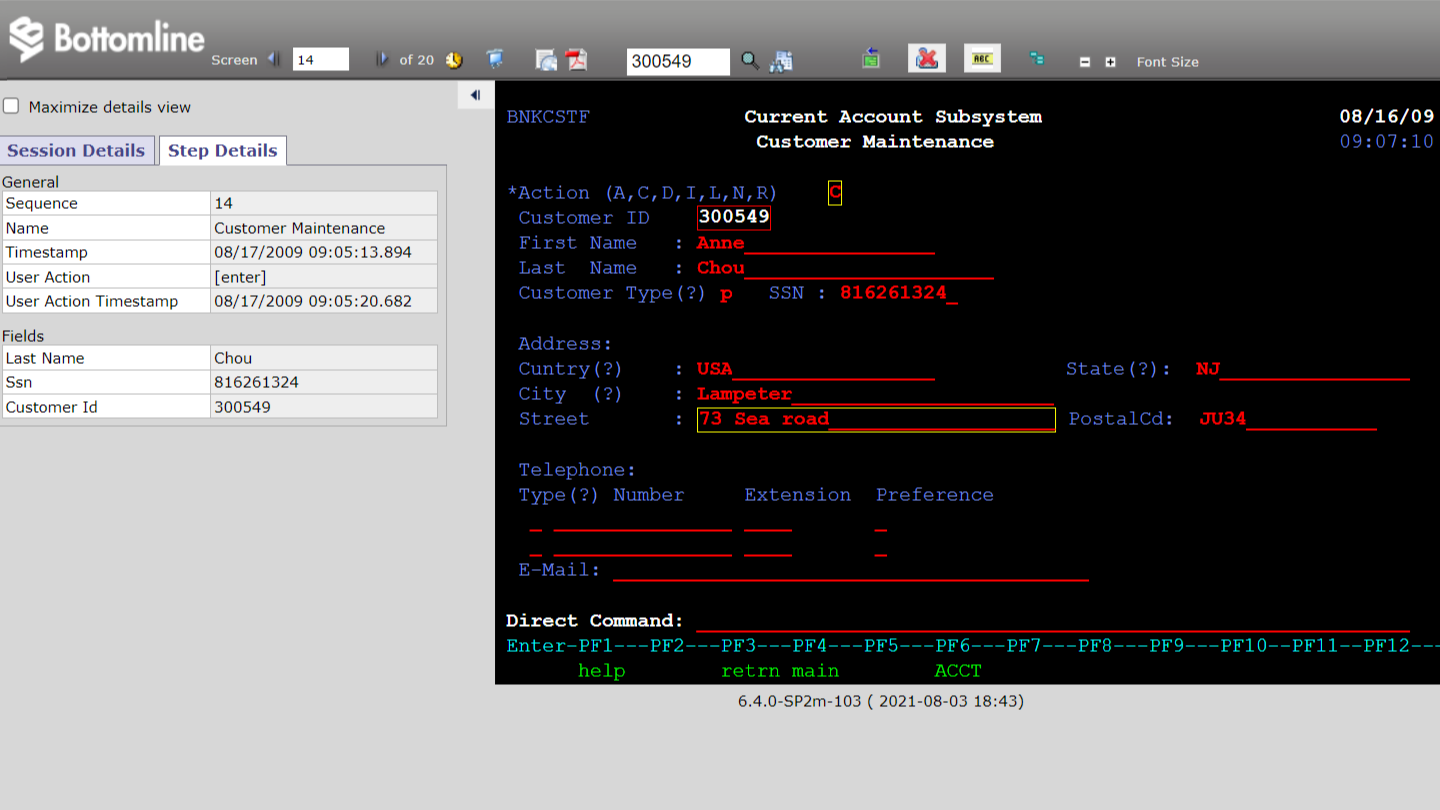 Bottomline
Screen 14 of 20 300549 ABC Font Size
Maximize details view
Session Details Step Details
General
Sequence 14
Name Customer Maintenance
Timestamp 08/17/2009 09:05:13.894
User Action [enter]
User Action Timestamp 08/17/2009 09:05:20.682
Fields
Last Name Chou
Ssn 816261324
Customer Id 300549
BNKCSTF Current Account Subsystem 08/16/09
Customer Maintenance 09:07:10
*Action (A,C,D,I,L,N,R) C
Customer ID 300549
First Name : Anne
Last Name : Chou
Customer Type(?) p SSN : 816261324_
Address:
Cuntry(?) : USA State(?): NJ
City (?) : Lampeter
Street : 73 Sea road PostalCd: JU34
Telephone:
Type(?) Number Extension Preference
E-Mail:
Direct Command:
Enter-PF1---PF2---PF3---PF4---PF5---PF6---PF7---PF8---PF9---PF10--PF11--PF12---
help retrn main ACCT
6.4.0-SP2m-103 ( 2021-08-03 18:43)